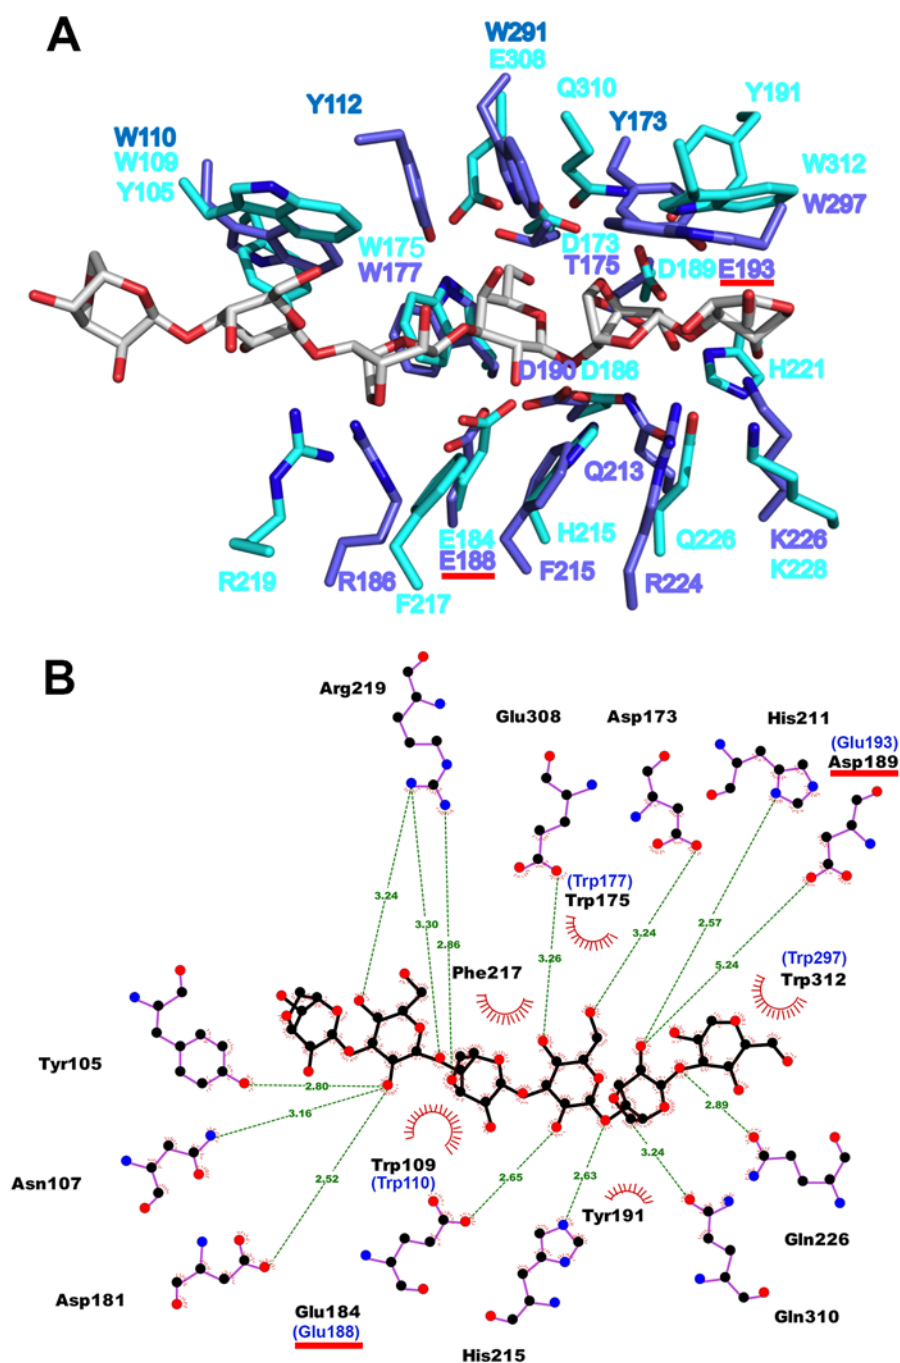 A
W291
E308
Y112
Q310
Y173
Y191
W110
W109
Y105
W312
W297
W175
W177
D173
T175
D189
E193
D190
D186
H221
Q213
E184
E188
H215
F215
Q226
K226
K228
R219
R186
F217
R224
B
Arg219
Glu308
Asp173
His211
(Glu193)
Asp189
(Trp177)
Trp175
3.24
3.30
2.86
3.26
3.24
2.57
5.24
Phe217
(Trp297)
Trp312
Tyr105
2.80
3.16
2.52
2.89
Asn107
Trp109
(Trp110)
2.65
2.63
3.24
Tyr191
Gln226
Asp181
Glu184
(Glu188)
Gln310
His215